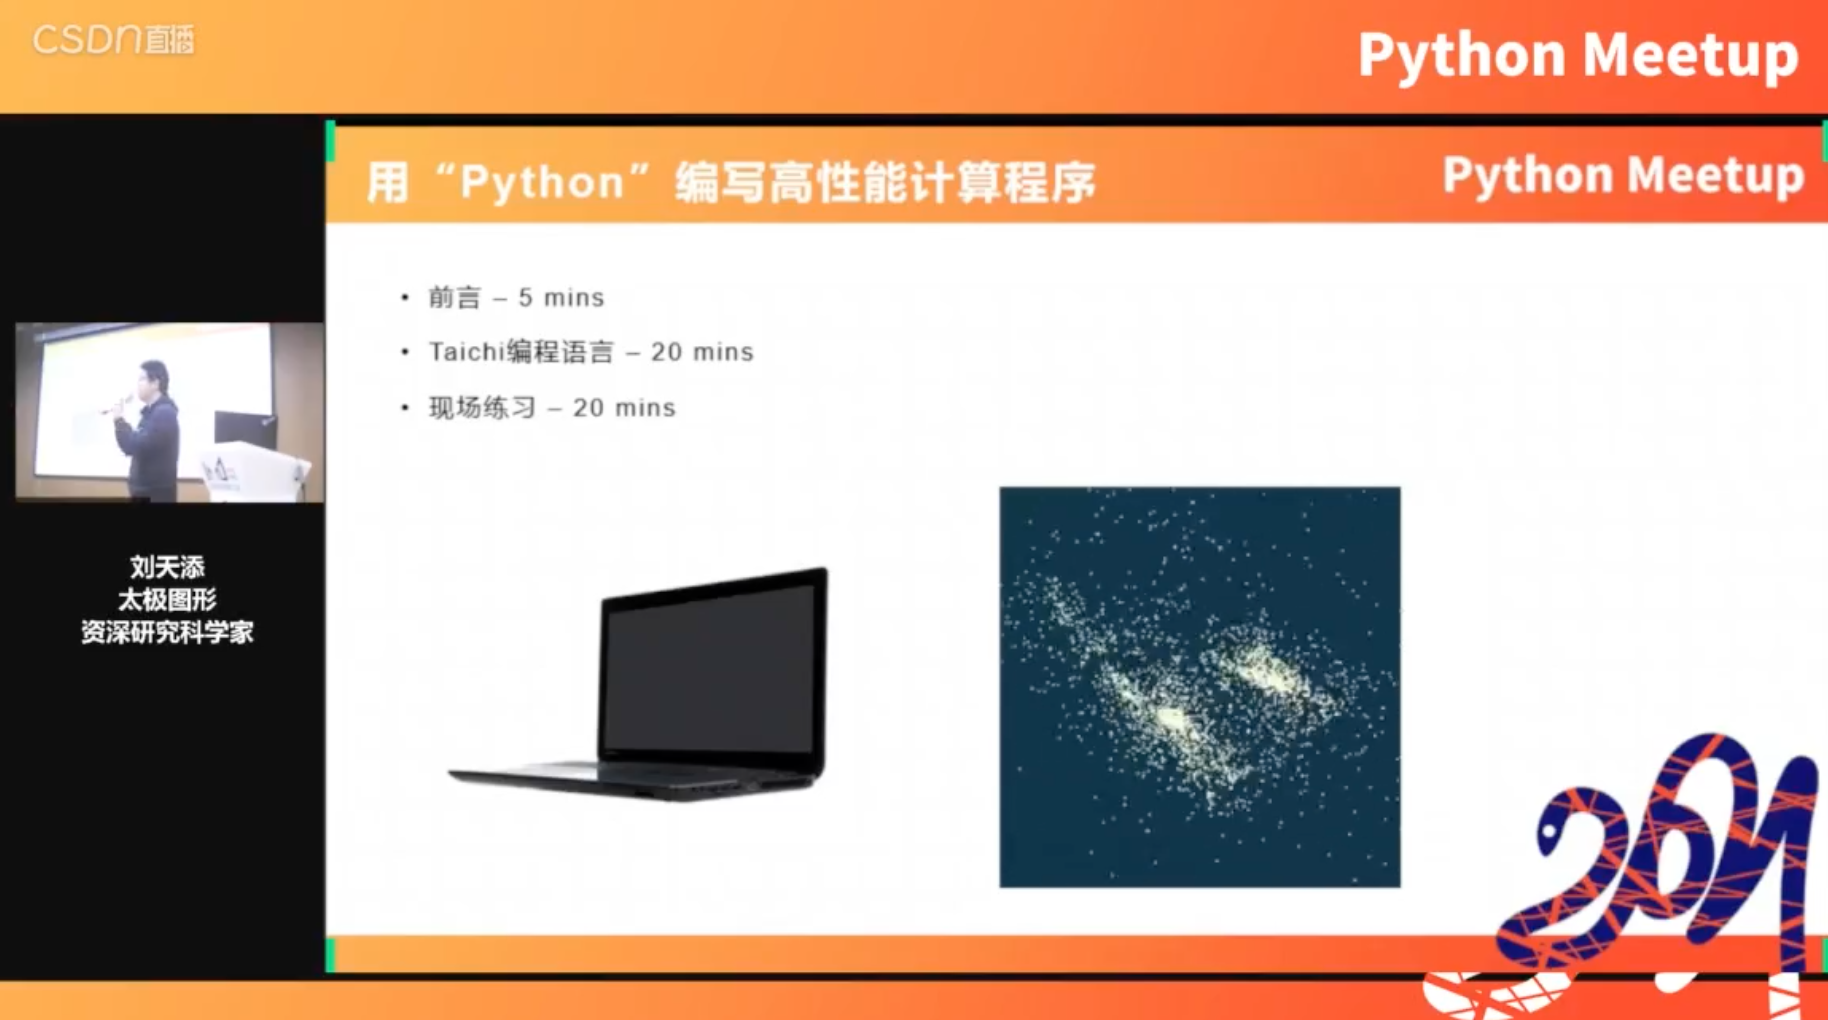 CSDN直播
Python Meetup
用“Python”编写高性能计算程序
Python Meetup
• 前言 – 5 mins
• Taichi编程语言 – 20 mins
• 现场练习 – 20 mins
刘天添
太极图形
资深研究科学家